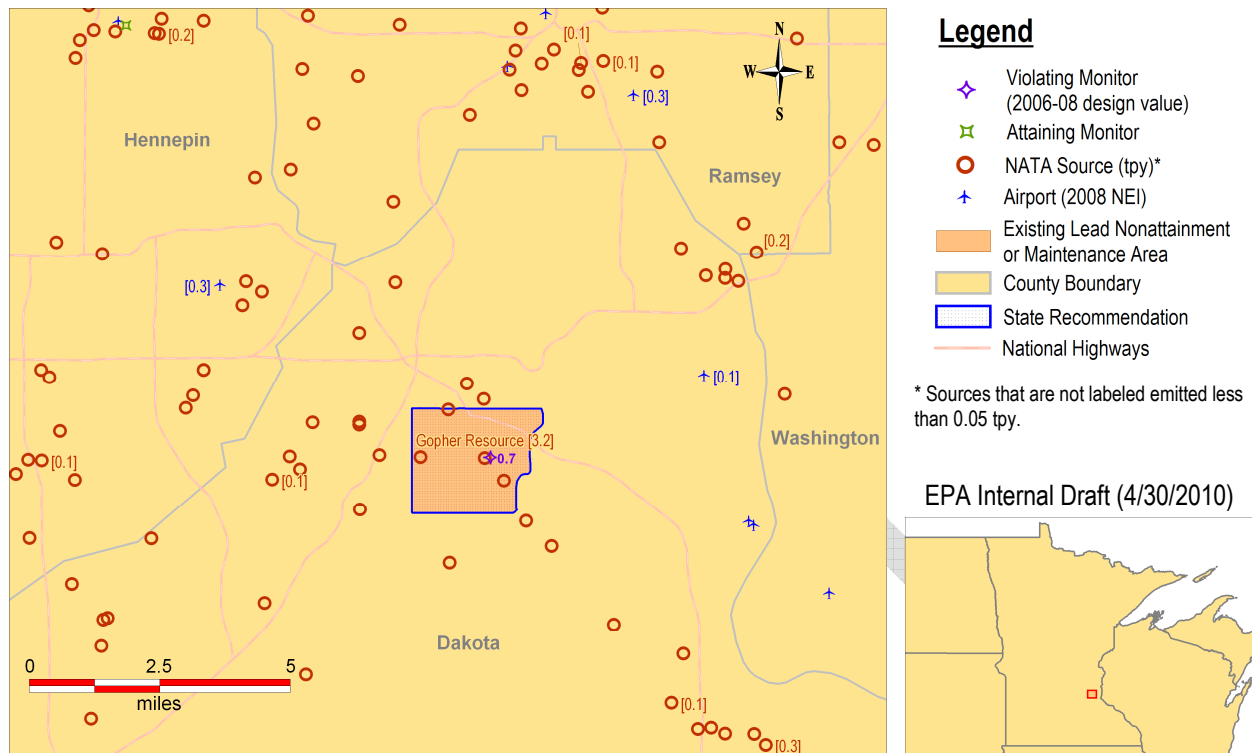 [0.2]
[0.1]
[0.1]
[0.3]
N
W
E
S
Hennepin
Ramsey
[0.2]
[0.3]
[0.1]
Washington
Gopher Resource [3.2]
0.7
[0.1]
[0.1]
Dakota
0
2.5
5
miles
[0.1]
[0.3]
Legend
Violating Monitor
(2006-08 design value)
Attaining Monitor
NATA Source (tpy)*
Airport (2008 NEI)
Existing Lead Nonattainment
or Maintenance Area
County Boundary
State Recommendation
National Highways
* Sources that are not labeled emitted less
than 0.05 tpy.
EPA Internal Draft (4/30/2010)